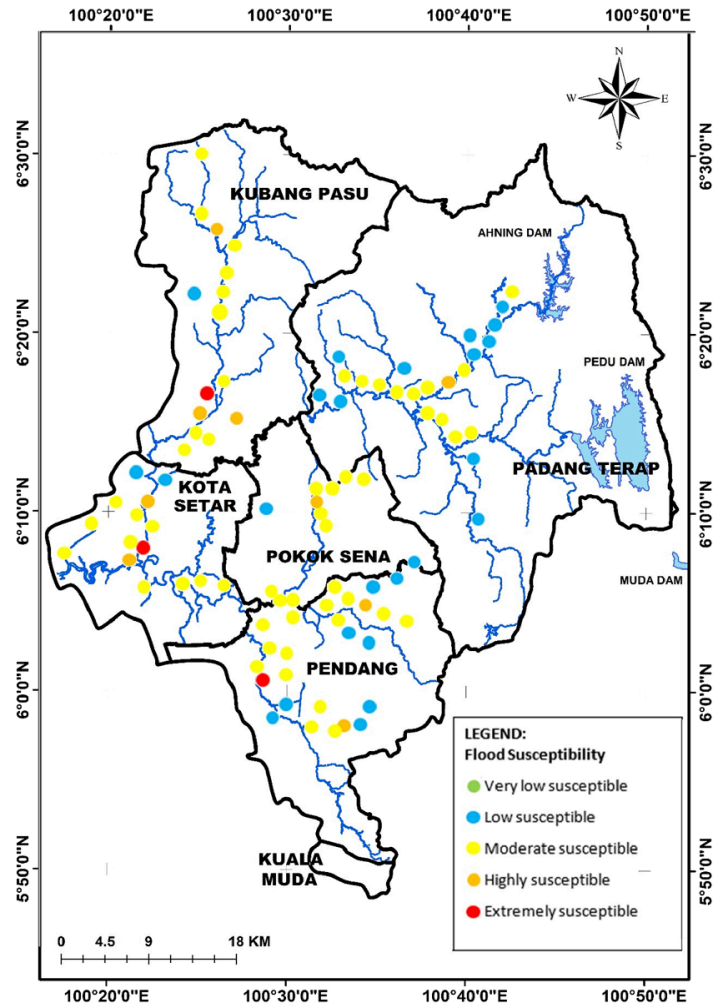 100°20'0"E 100°30'0"E 100°40'0"E 100°50'0"E
N
W E
S
6°30'0"N 6°30'0"N
KUBANG PASU
AHNING DAM
6°20'0"N 6°20'0"N
PEDU DAM
PADANG TERAP
KOTA
SETAR
6°10'0"N 6°10'0"N
POKOK SENA
MUDA DAM
PENDANG
6°0'0"N 6°0'0"N
LEGEND:
Flood Susceptibility
Very low susceptible
Low susceptible
Moderate susceptible
Highly susceptible
Extremely susceptible
KUALA
MUDA
5°50'0"N 5°50'0"N
0 4.5 9 18 KM
100°20'0"E 100°30'0"E 100°40'0"E 100°50'0"E